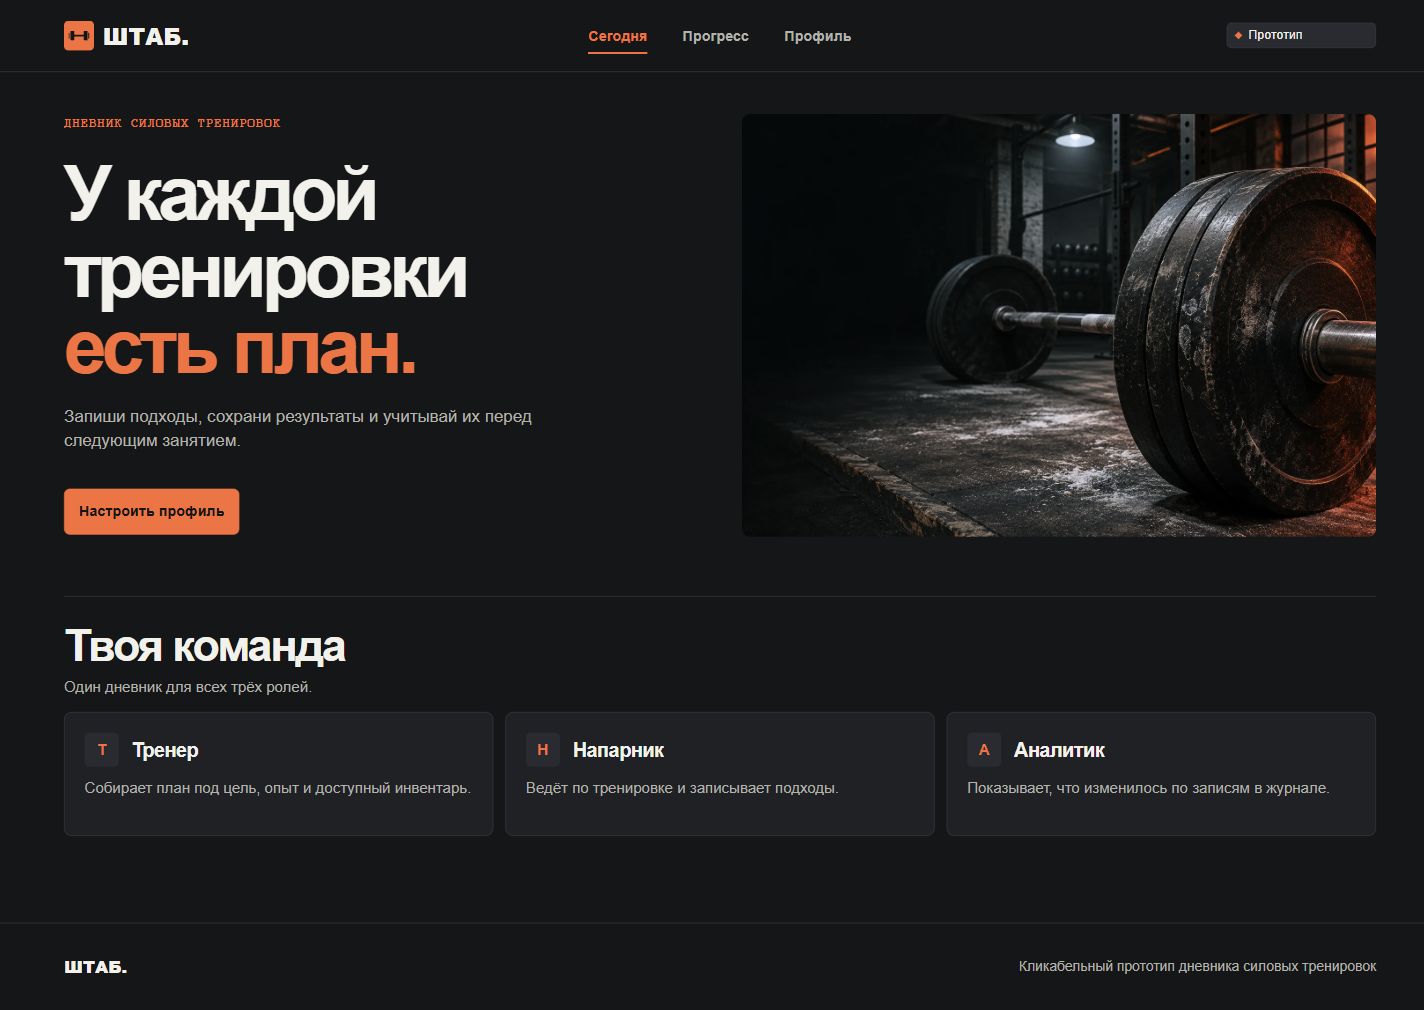 ШТАБ.
Сегодня
Прогресс
Профиль
Прототип
ДНЕВНИК СИЛОВЫХ ТРЕНИРОВОК
У каждой
тренировки
есть план.
Запиши подходы, сохрани результаты и учитывай их перед
следующим занятием.
Настроить профиль
Твоя команда
Один дневник для всех трёх ролей.
Т
Тренер
Собирает план под цель, опыт и доступный инвентарь.
Н
Напарник
Ведёт по тренировке и записывает подходы.
А
Аналитик
Показывает, что изменилось по записям в журнале.
ШТАБ.
Кликабельный прототип дневника силовых тренировок